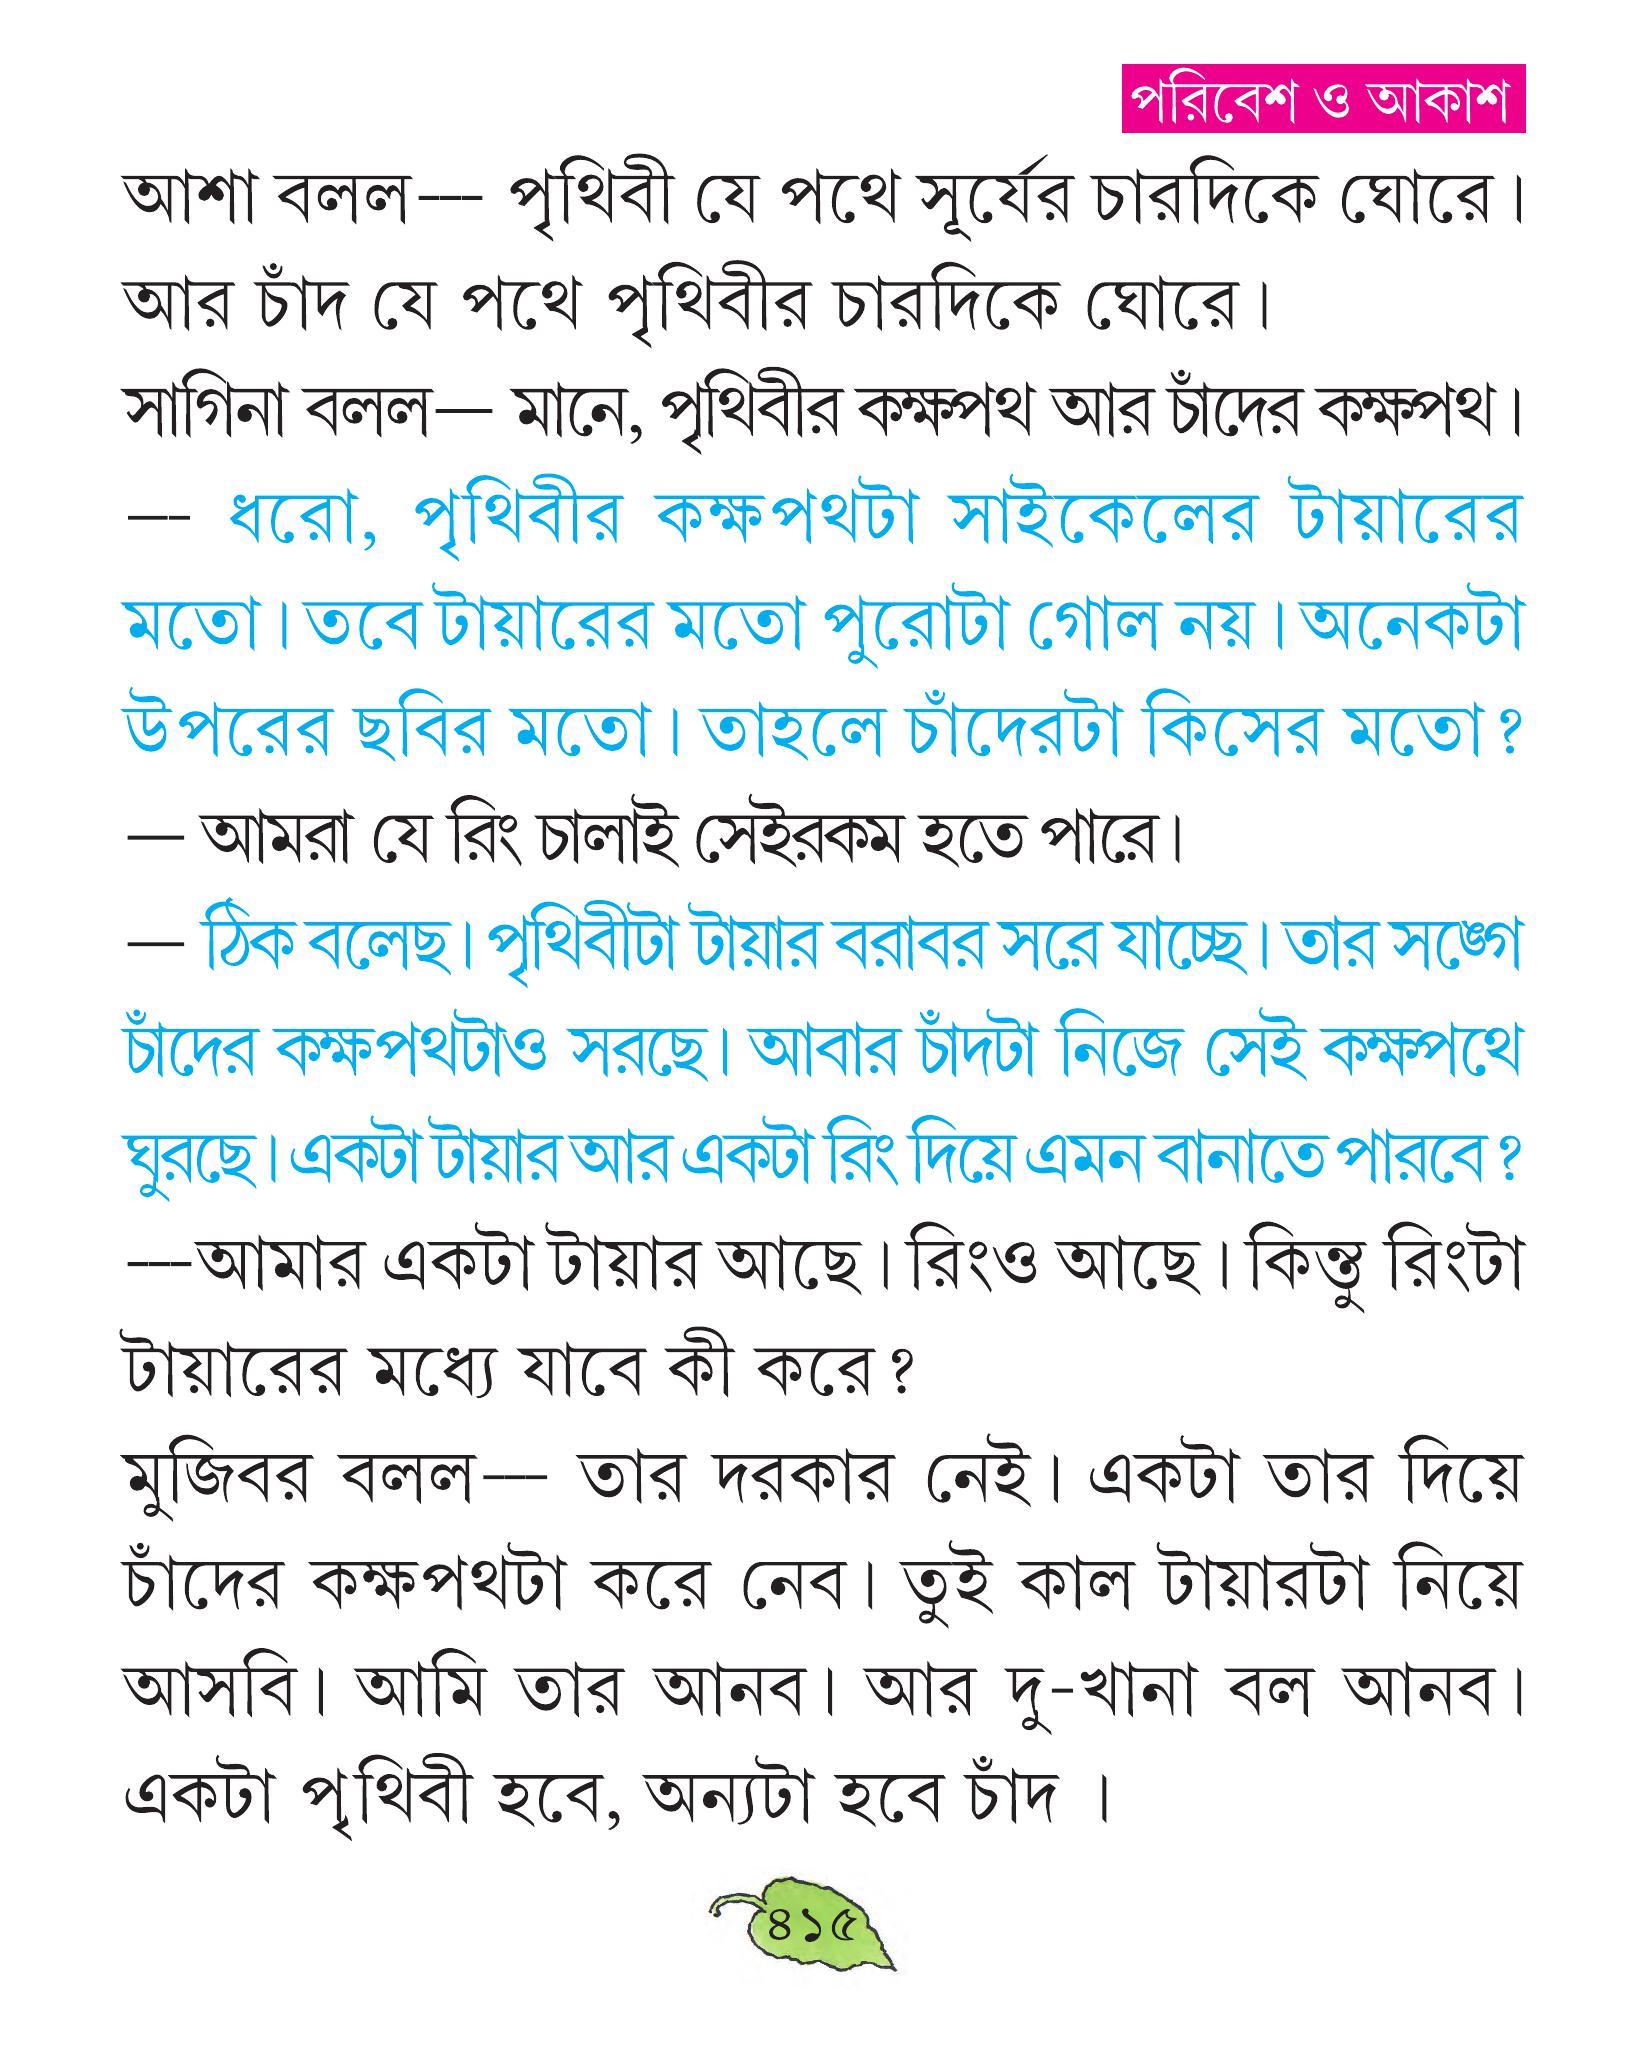 পরিবেশ ও আকাশ
আশা বলল--- পৃথিবী যে পথে সূর্যের চারদিকে ঘোরে।
আর চাঁদ যে পথে পৃথিবীর চারদিকে ঘোরে।
সাগিনা বলল— মানে, পৃথিবীর কক্ষপথ আর চাঁদের কক্ষপথ।
—- ধরো, পৃথিবীর কক্ষপথটা সাইকেলের টায়ারের
মতো। তবে টায়ারের মতো পুরোটা গোল নয়। অনেকটা
উপরের ছবির মতো। তাহলে চাঁদেরটা কিসের মতো?
— আমরা যে রিং চালাই সেইরকম হতে পারে।
— ঠিক বলেছ। পৃথিবীটা টায়ার বরাবর সরে যাচ্ছে। তার সঙ্গে
চাঁদের কক্ষপথটাও সরছে। আবার চাঁদটা নিজে সেই কক্ষপথে
ঘুরছে। একটা টায়ার আর একটা রিং দিয়ে এমন বানাতে পারবে?
---আমার একটা টায়ার আছে। রিংও আছে। কিন্তু রিংটা
টায়ারের মধ্যে যাবে কী করে?
মুজিবর বলল--- তার দরকার নেই। একটা তার দিয়ে
চাঁদের কক্ষপথটা করে নেব। তুই কাল টায়ারটা নিয়ে
আসবি। আমি তার আনব। আর দু-খানা বল আনব।
একটা পৃথিবী হবে, অন্যটা হবে চাঁদ ।
৪১৫